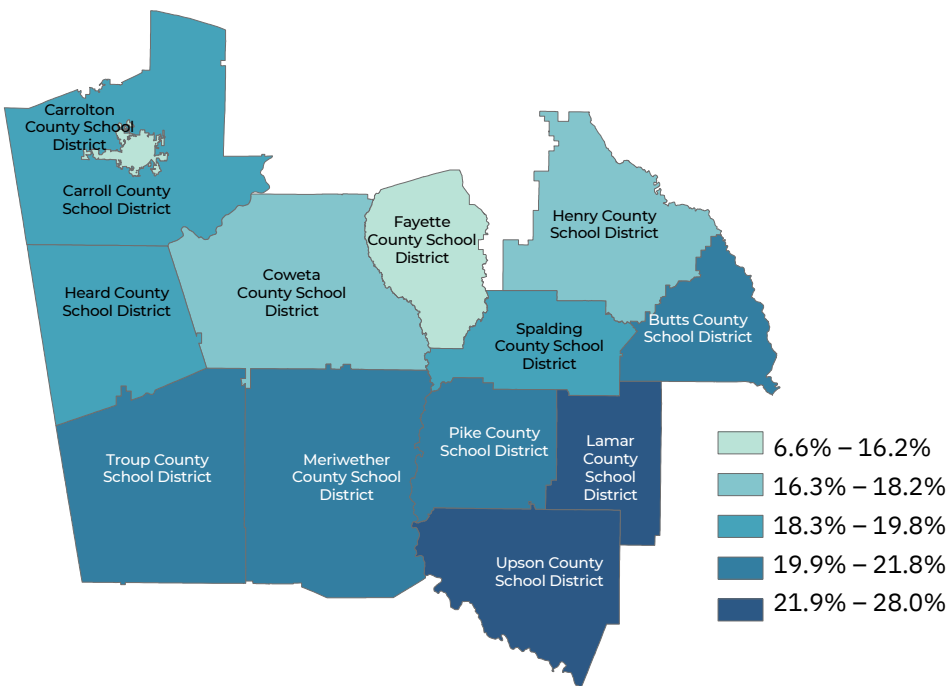 Carrolton
County School
District
Carroll County
School District
Fayette
County School
District
Henry County
School District
Coweta
County School
District
Heard County
School District
Spalding
County School
District
Butts County
School District
Pike County
School District
Lamar
County
School
District
Troup County
School District
Meriwether
County School
District
Upson County
School District
6.6% – 16.2%
16.3% – 18.2%
18.3% – 19.8%
19.9% – 21.8%
21.9% – 28.0%